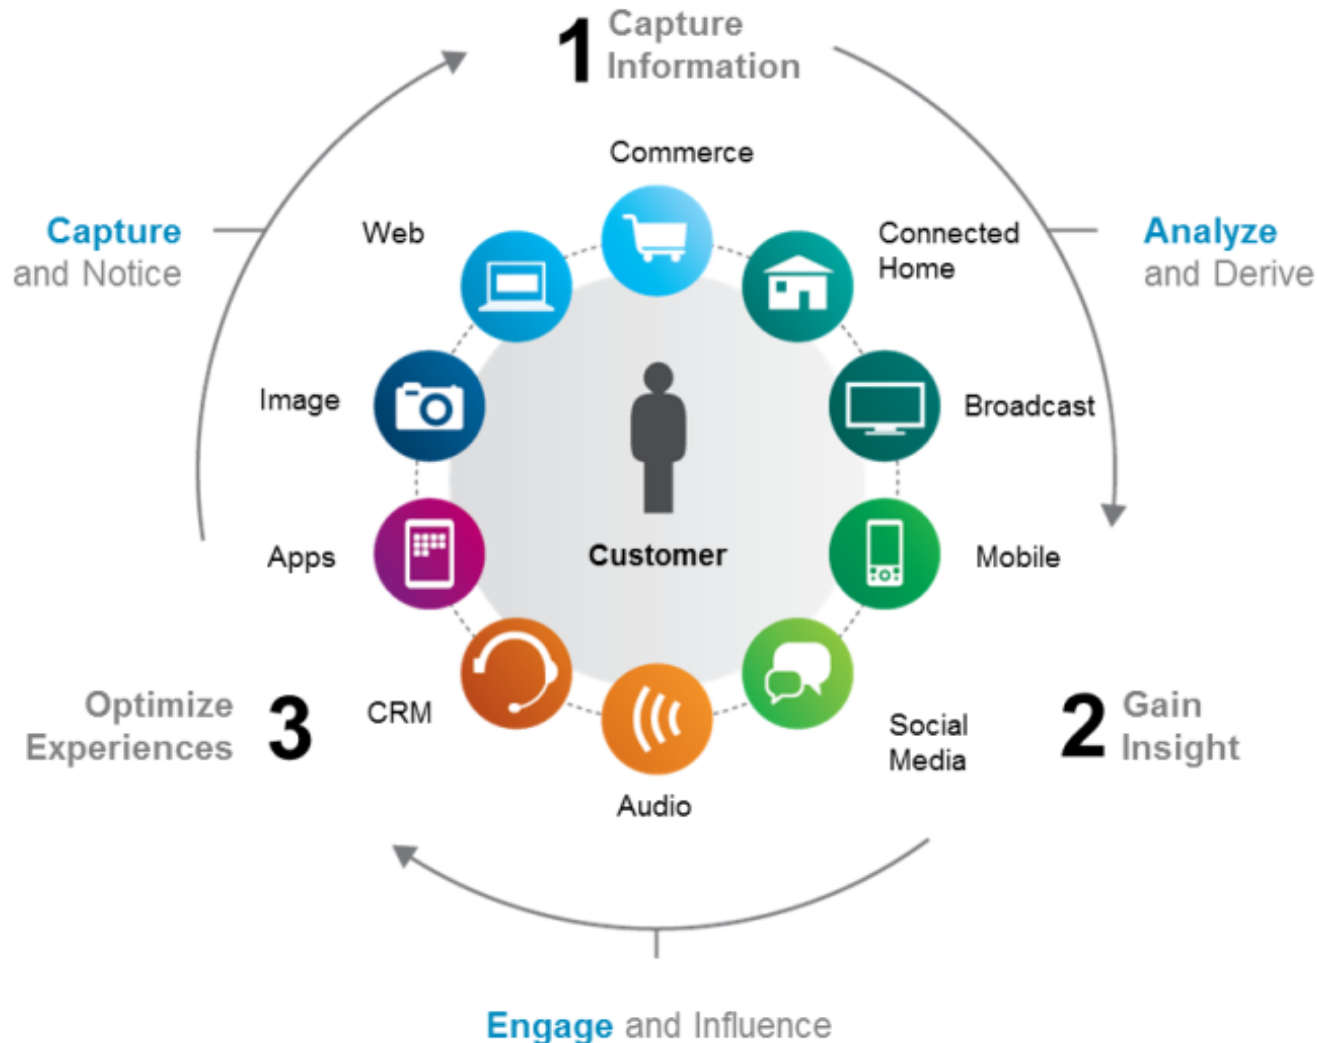 1 Capture
Information
Commerce
Web
Connected
Home
Capture
and Notice
Analyze
and Derive
Image
Broadcast
Apps
Customer
Mobile
Optimize
Experiences 3
CRM
Social
Media
2 Gain
Insight
Audio
Engage and Influence